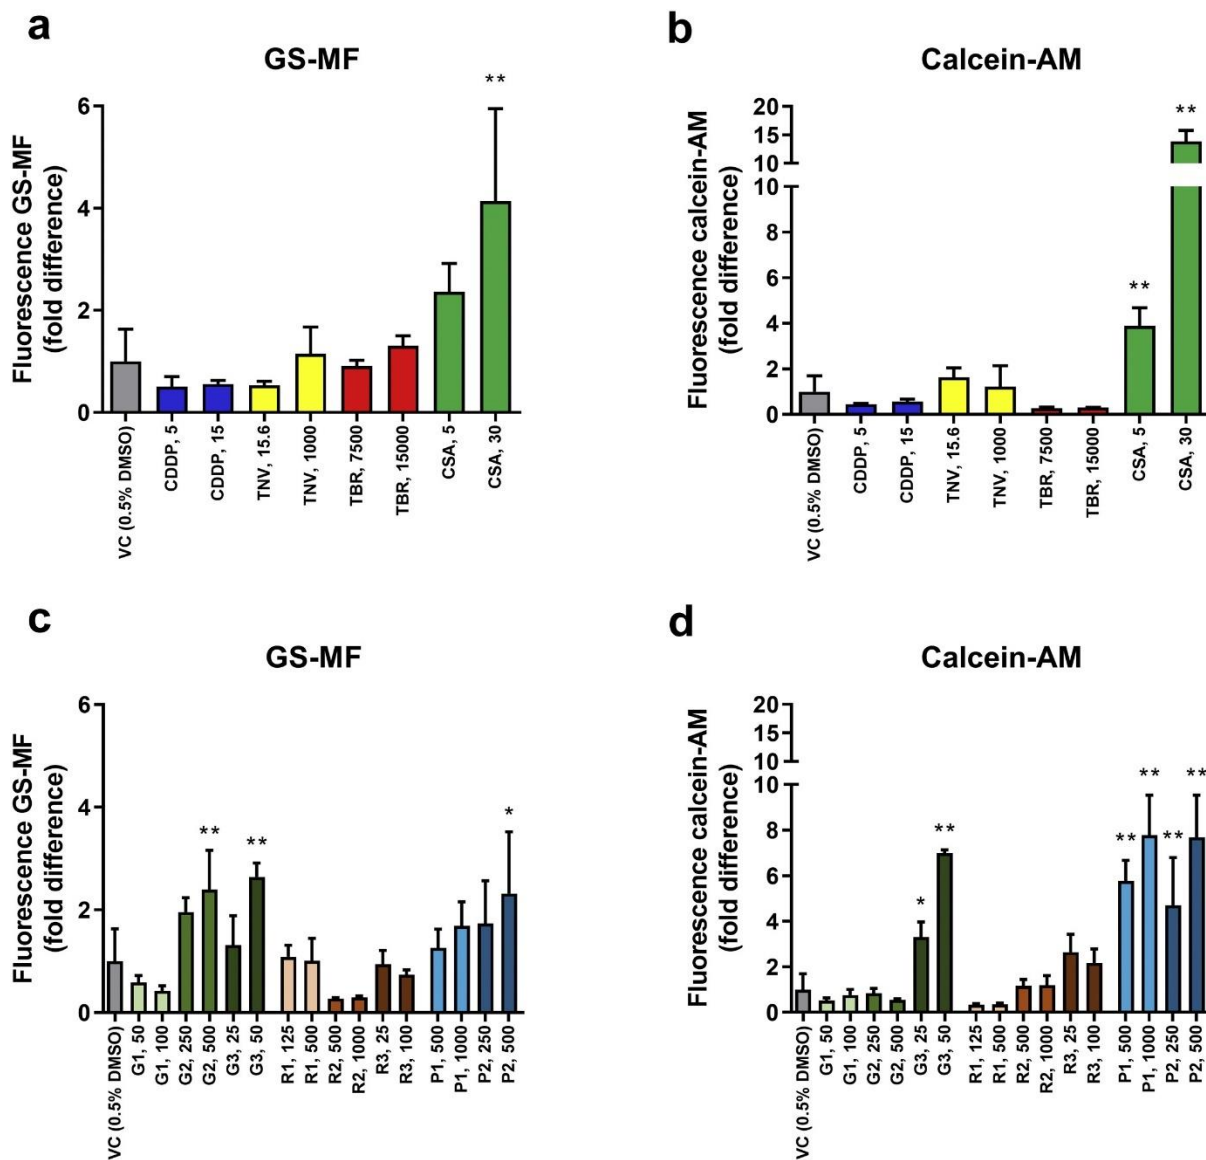 a
GS-MF
Fluorescence GS-MF
(fold difference)
6
4
2
0
**
VC (0.5% DMSO)
CDDP, 5
CDDP, 15
TNV, 15.6
TNV, 1000
TBR, 7500
TBR, 15000
CSA, 5
CSA, 30
b
Calcein-AM
Fluorescence calcein-AM
(fold difference)
20
15
10
10
8
6
4
2
0
**
**
VC (0.5% DMSO)
CDDP, 5
CDDP, 15
TNV, 15.6
TNV, 1000
TBR, 7500
TBR, 15000
CSA, 5
CSA, 30
c
GS-MF
Fluorescence GS-MF
(fold difference)
6
4
2
0
**
**
*
VC (0.5% DMSO)
G1, 50
G1, 100
G2, 250
G2, 500
G3, 25
G3, 50
R1, 125
R1, 500
R2, 500
R2, 1000
R3, 25
R3, 100
P1, 500
P1, 1000
P2, 250
P2, 500
d
Calcein-AM
Fluorescence calcein-AM
(fold difference)
20
15
10
10
8
6
4
2
0
*
**
**
**
**
**
VC (0.5% DMSO)
G1, 50
G1, 100
G2, 250
G2, 500
G3, 25
G3, 50
R1, 125
R1, 500
R2, 500
R2, 1000
R3, 25
R3, 100
P1, 500
P1, 1000
P2, 250
P2, 500